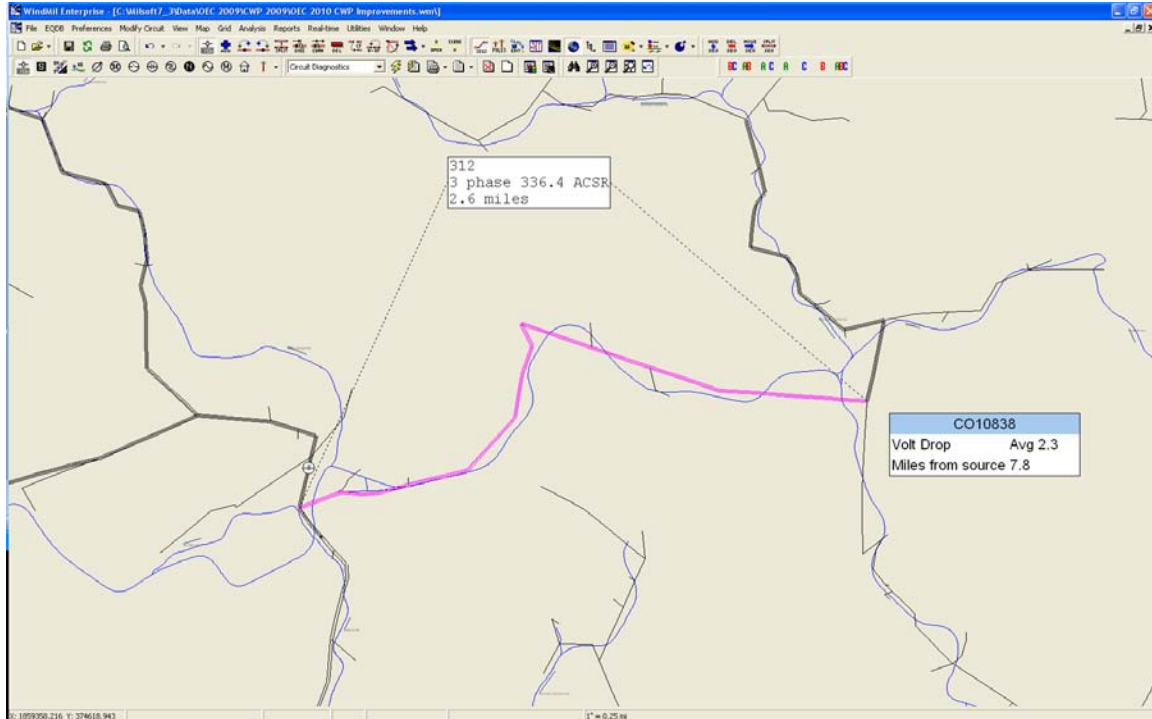 WindMil Enterprise - [C:\Milsoft7_3\Data\OEC 2009\CWP 2009\OEC 2010 CWP Improvements.wm\]
File EQDB Preferences Modify Circuit View Map Grid Analysis Reports Real-time Utilities Window Help
Circuit Diagnostics
BC AB A C A C B ABC
312
3 phase 336.4 ACSR
2.6 miles
CO10838
Volt Drop Avg 2.3
Miles from source 7.8
X: 1859358.216 Y: 374618.943 1" = 0.25 mi